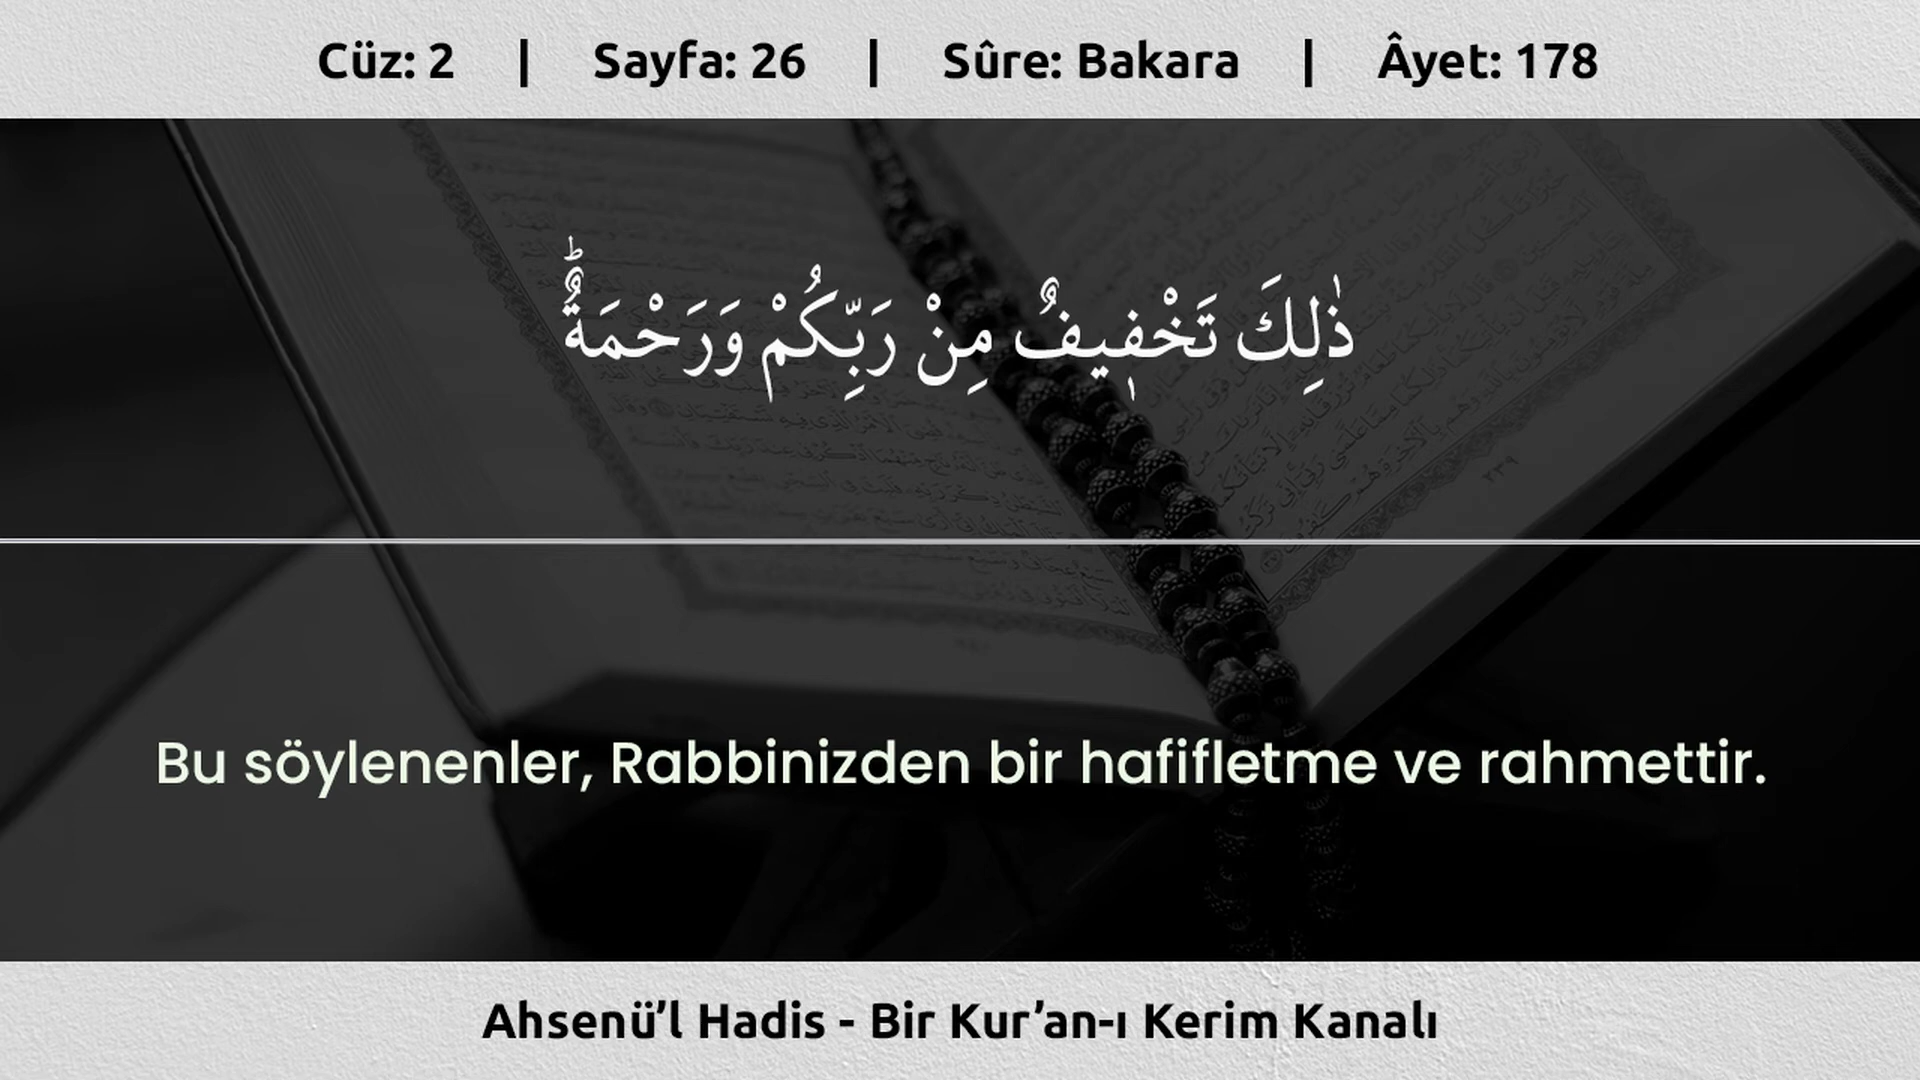 Cüz: 2 | Sayfa: 26 | Sûre: Bakara | Âyet: 178
ذٰلِكَ تَخْف۪يفٌ مِنْ رَبِّكُمْ وَرَحْمَةٌۜ
Bu söylenenler, Rabbinizden bir hafifletme ve rahmettir.
Ahsenü’l Hadis - Bir Kur’an-ı Kerim Kanalı